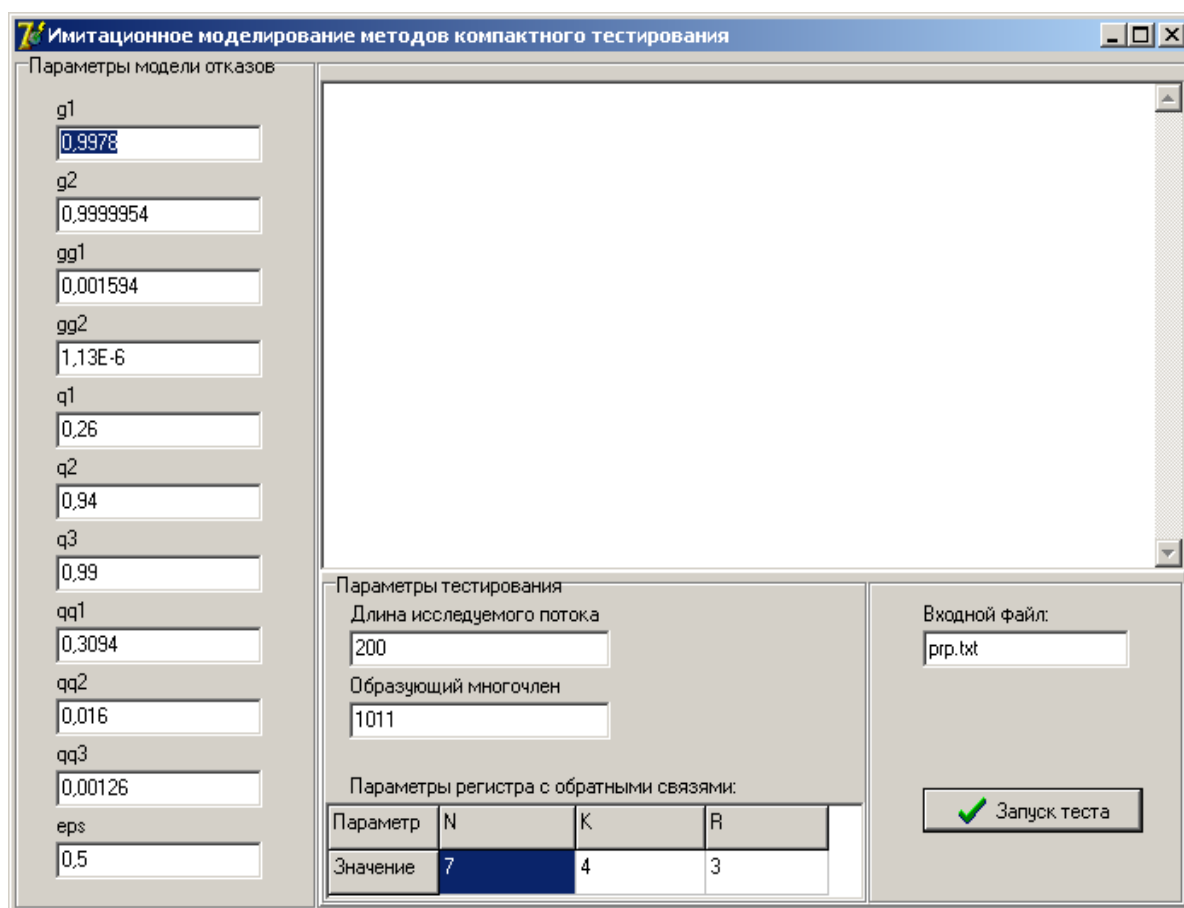 Имитационное моделирование методов компактного тестирования
Параметры модели отказов
g1
0,9978
g2
0,9999954
gg1
0,001594
gg2
1,13E-6
q1
0,26
q2
0,94
q3
0,99
qq1
0,3094
qq2
0,016
qq3
0,00126
eps
0,5
Параметры тестирования
Длина исследуемого потока
200
Образующий многочлен
1011
Параметры регистра с обратными связями:
Параметр N K R
Значение 7 4 3
Входной файл:
prp.txt
Запуск теста